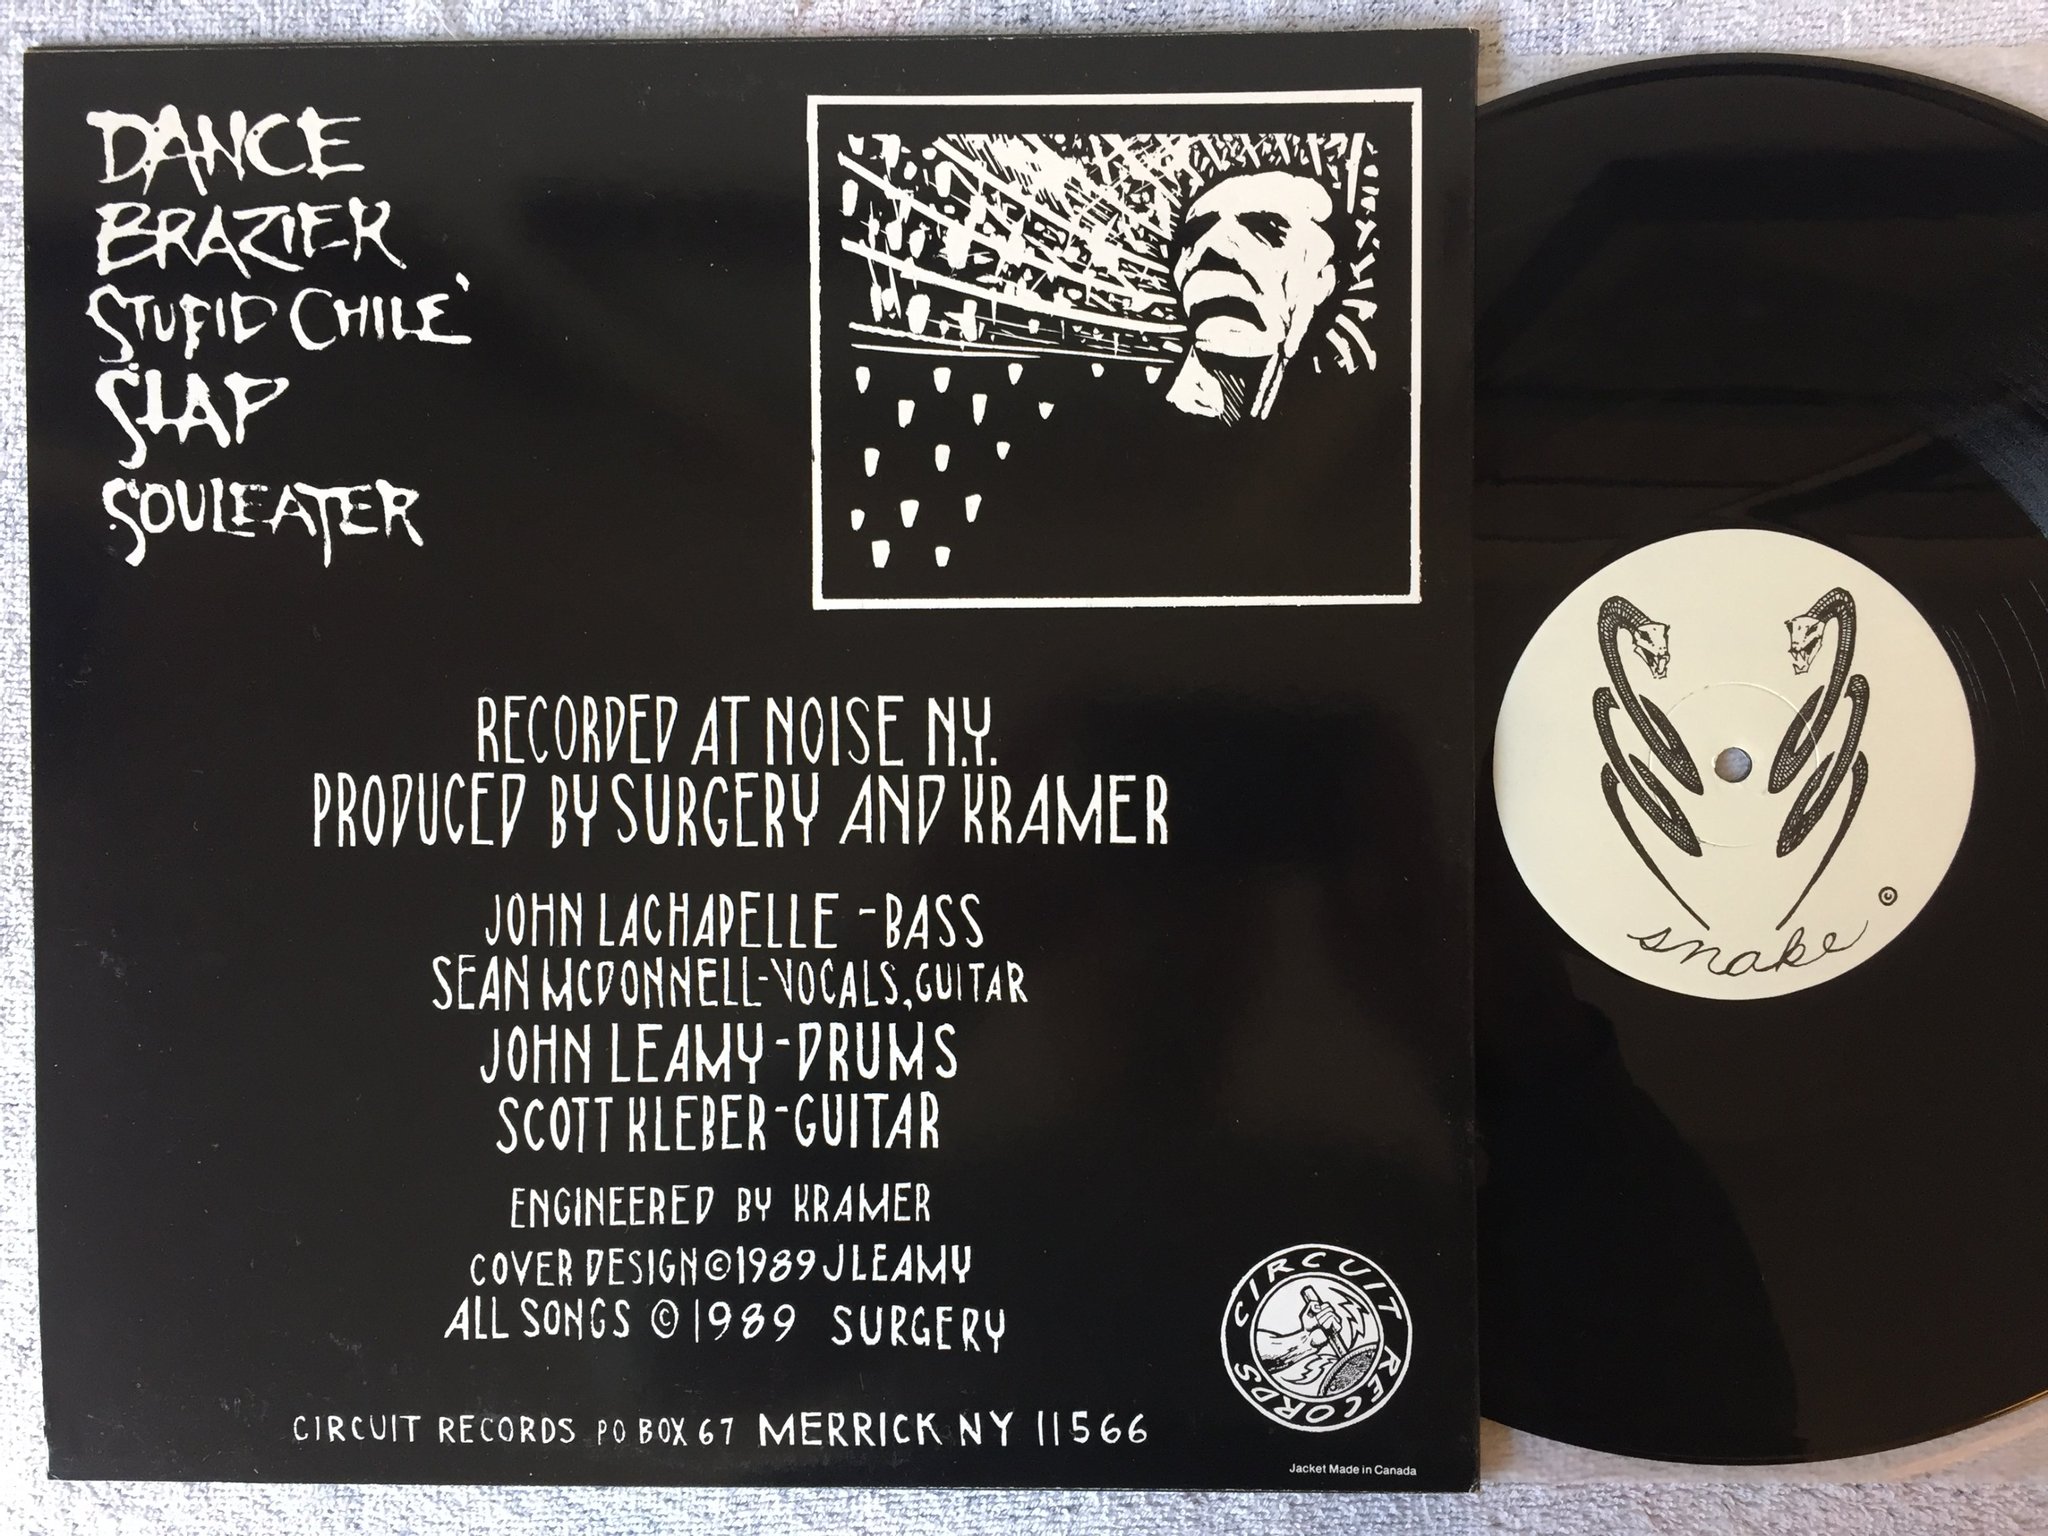 DANCE
BRAZIER
STUPID CHILE'
SLAP
SOULEATER
RECORDED AT NOISE N.Y.
PRODUCED BY SURGERY AND KRAMER
JOHN LACHAPELLE - BASS
SEAN MCDONNELL - VOCALS, GUITAR
JOHN LEAMY - DRUMS
SCOTT KLEBER - GUITAR
ENGINEERED BY KRAMER
COVER DESIGN © 1989 J LEAMY
ALL SONGS © 1989 SURGERY
CIRCUIT RECORDS PO BOX 67 MERRICK NY 11566
CIRCUIT RECORDS
Jacket Made in Canada
©
snake